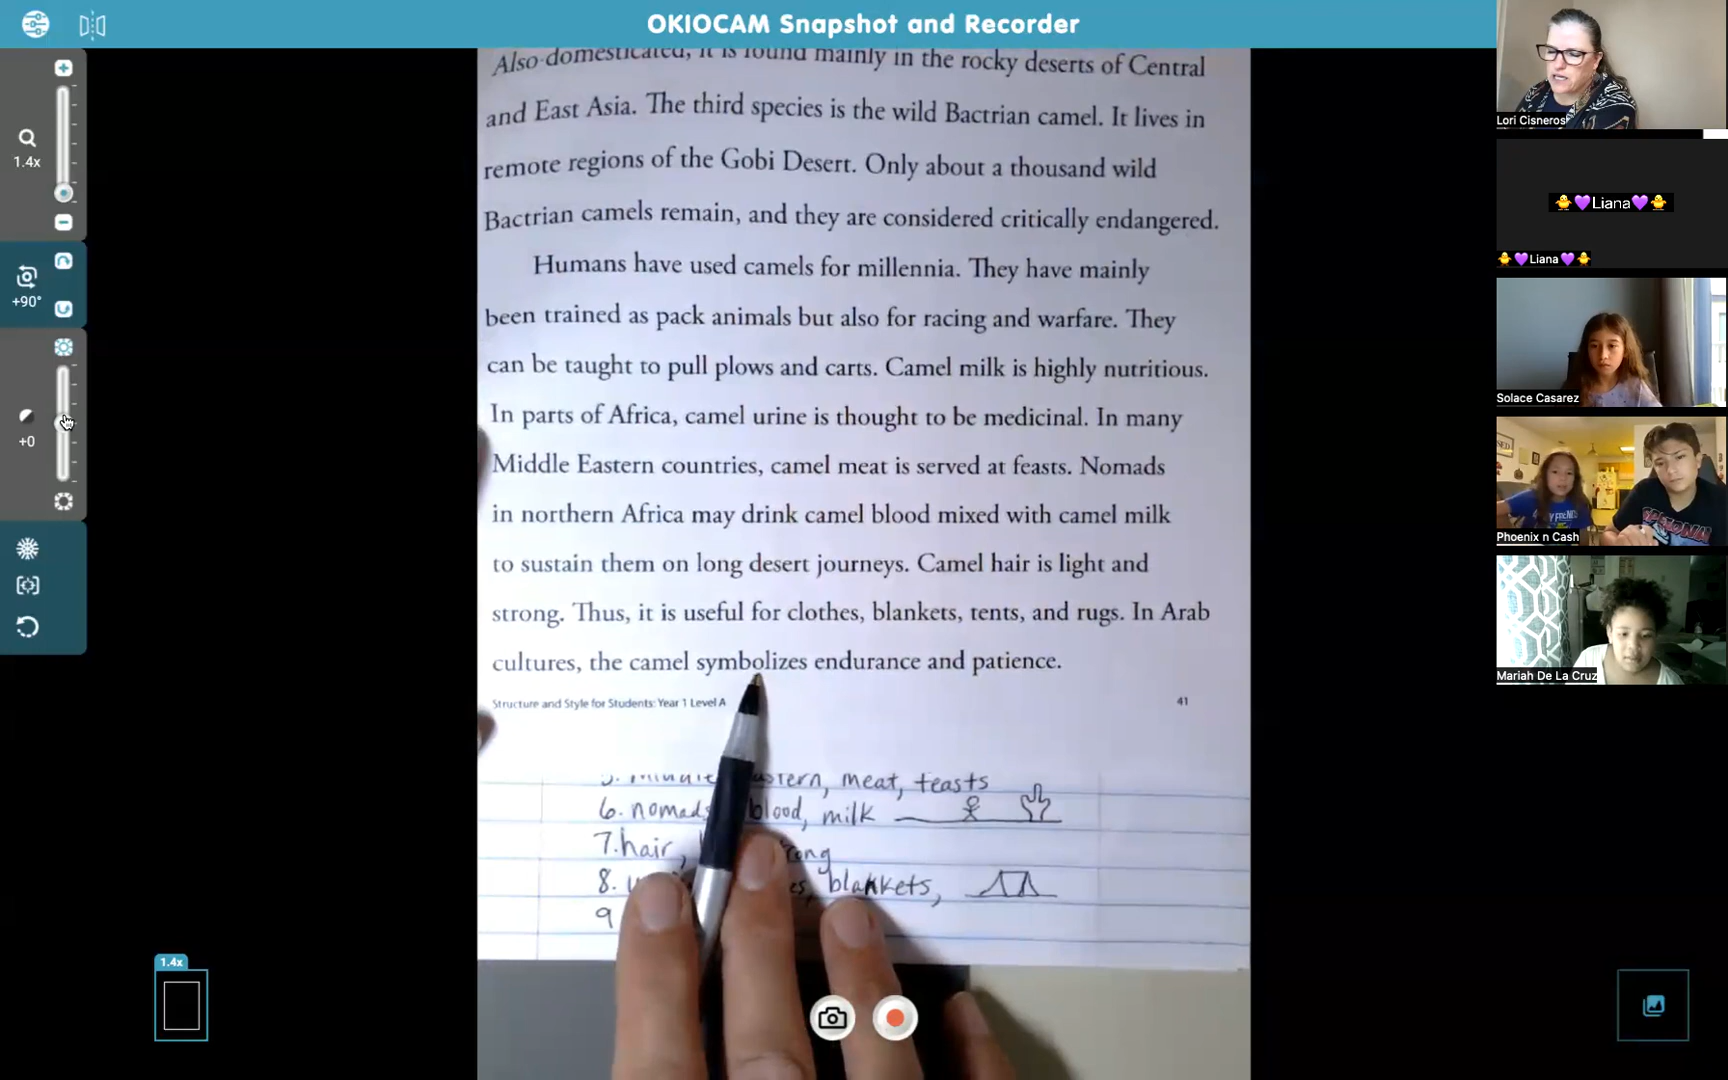 OKIOCAM Snapshot and Recorder
1.4x
+90°
+0
Also domesticated, it is found mainly in the rocky deserts of Central
and East Asia. The third species is the wild Bactrian camel. It lives in
remote regions of the Gobi Desert. Only about a thousand wild
Bactrian camels remain, and they are considered critically endangered.
Humans have used camels for millennia. They have mainly
been trained as pack animals but also for racing and warfare. They
can be taught to pull plows and carts. Camel milk is highly nutritious.
In parts of Africa, camel urine is thought to be medicinal. In many
Middle Eastern countries, camel meat is served at feasts. Nomads
in northern Africa may drink camel blood mixed with camel milk
to sustain them on long desert journeys. Camel hair is light and
strong. Thus, it is useful for clothes, blankets, tents, and rugs. In Arab
cultures, the camel symbolizes endurance and patience.
Structure and Style for Students: Year 1 Level A
41
meat, feasts
6. nomads blood, milk
7. hair,
8. blankets,
9
1.4x
Lori Cisneros
🐥💜Liana💜🐥
🐥💜Liana💜🐥
Solace Casarez
Phoenix n Cash
Mariah De La Cruz